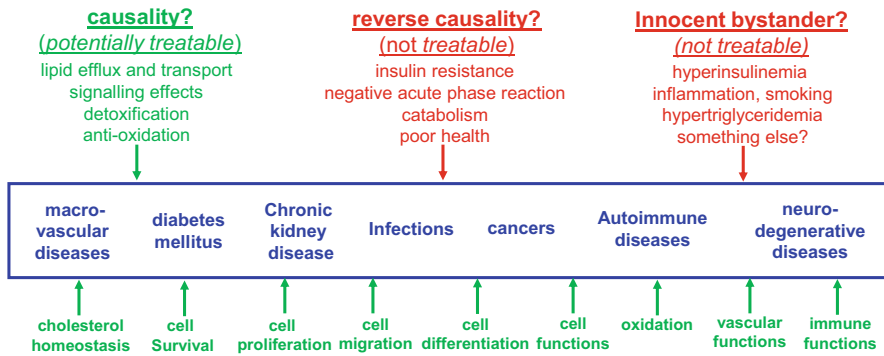 causality?
(potentially treatable)
lipid efflux and transport
signalling effects
detoxification
anti-oxidation
reverse causality?
(not treatable)
insulin resistance
negative acute phase reaction
catabolism
poor health
Innocent bystander?
(not treatable)
hyperinsulinemia
inflammation, smoking
hypertriglyceridemia
something else?
macro-
vascular
diseases
diabetes
mellitus
Chronic
kidney
disease
Infections
cancers
Autoimmune
diseases
neuro-
degenerative
diseases
cholesterol
homeostasis
cell
Survival
cell
proliferation
cell
migration
cell
differentiation
cell
functions
oxidation
vascular
functions
immune
functions